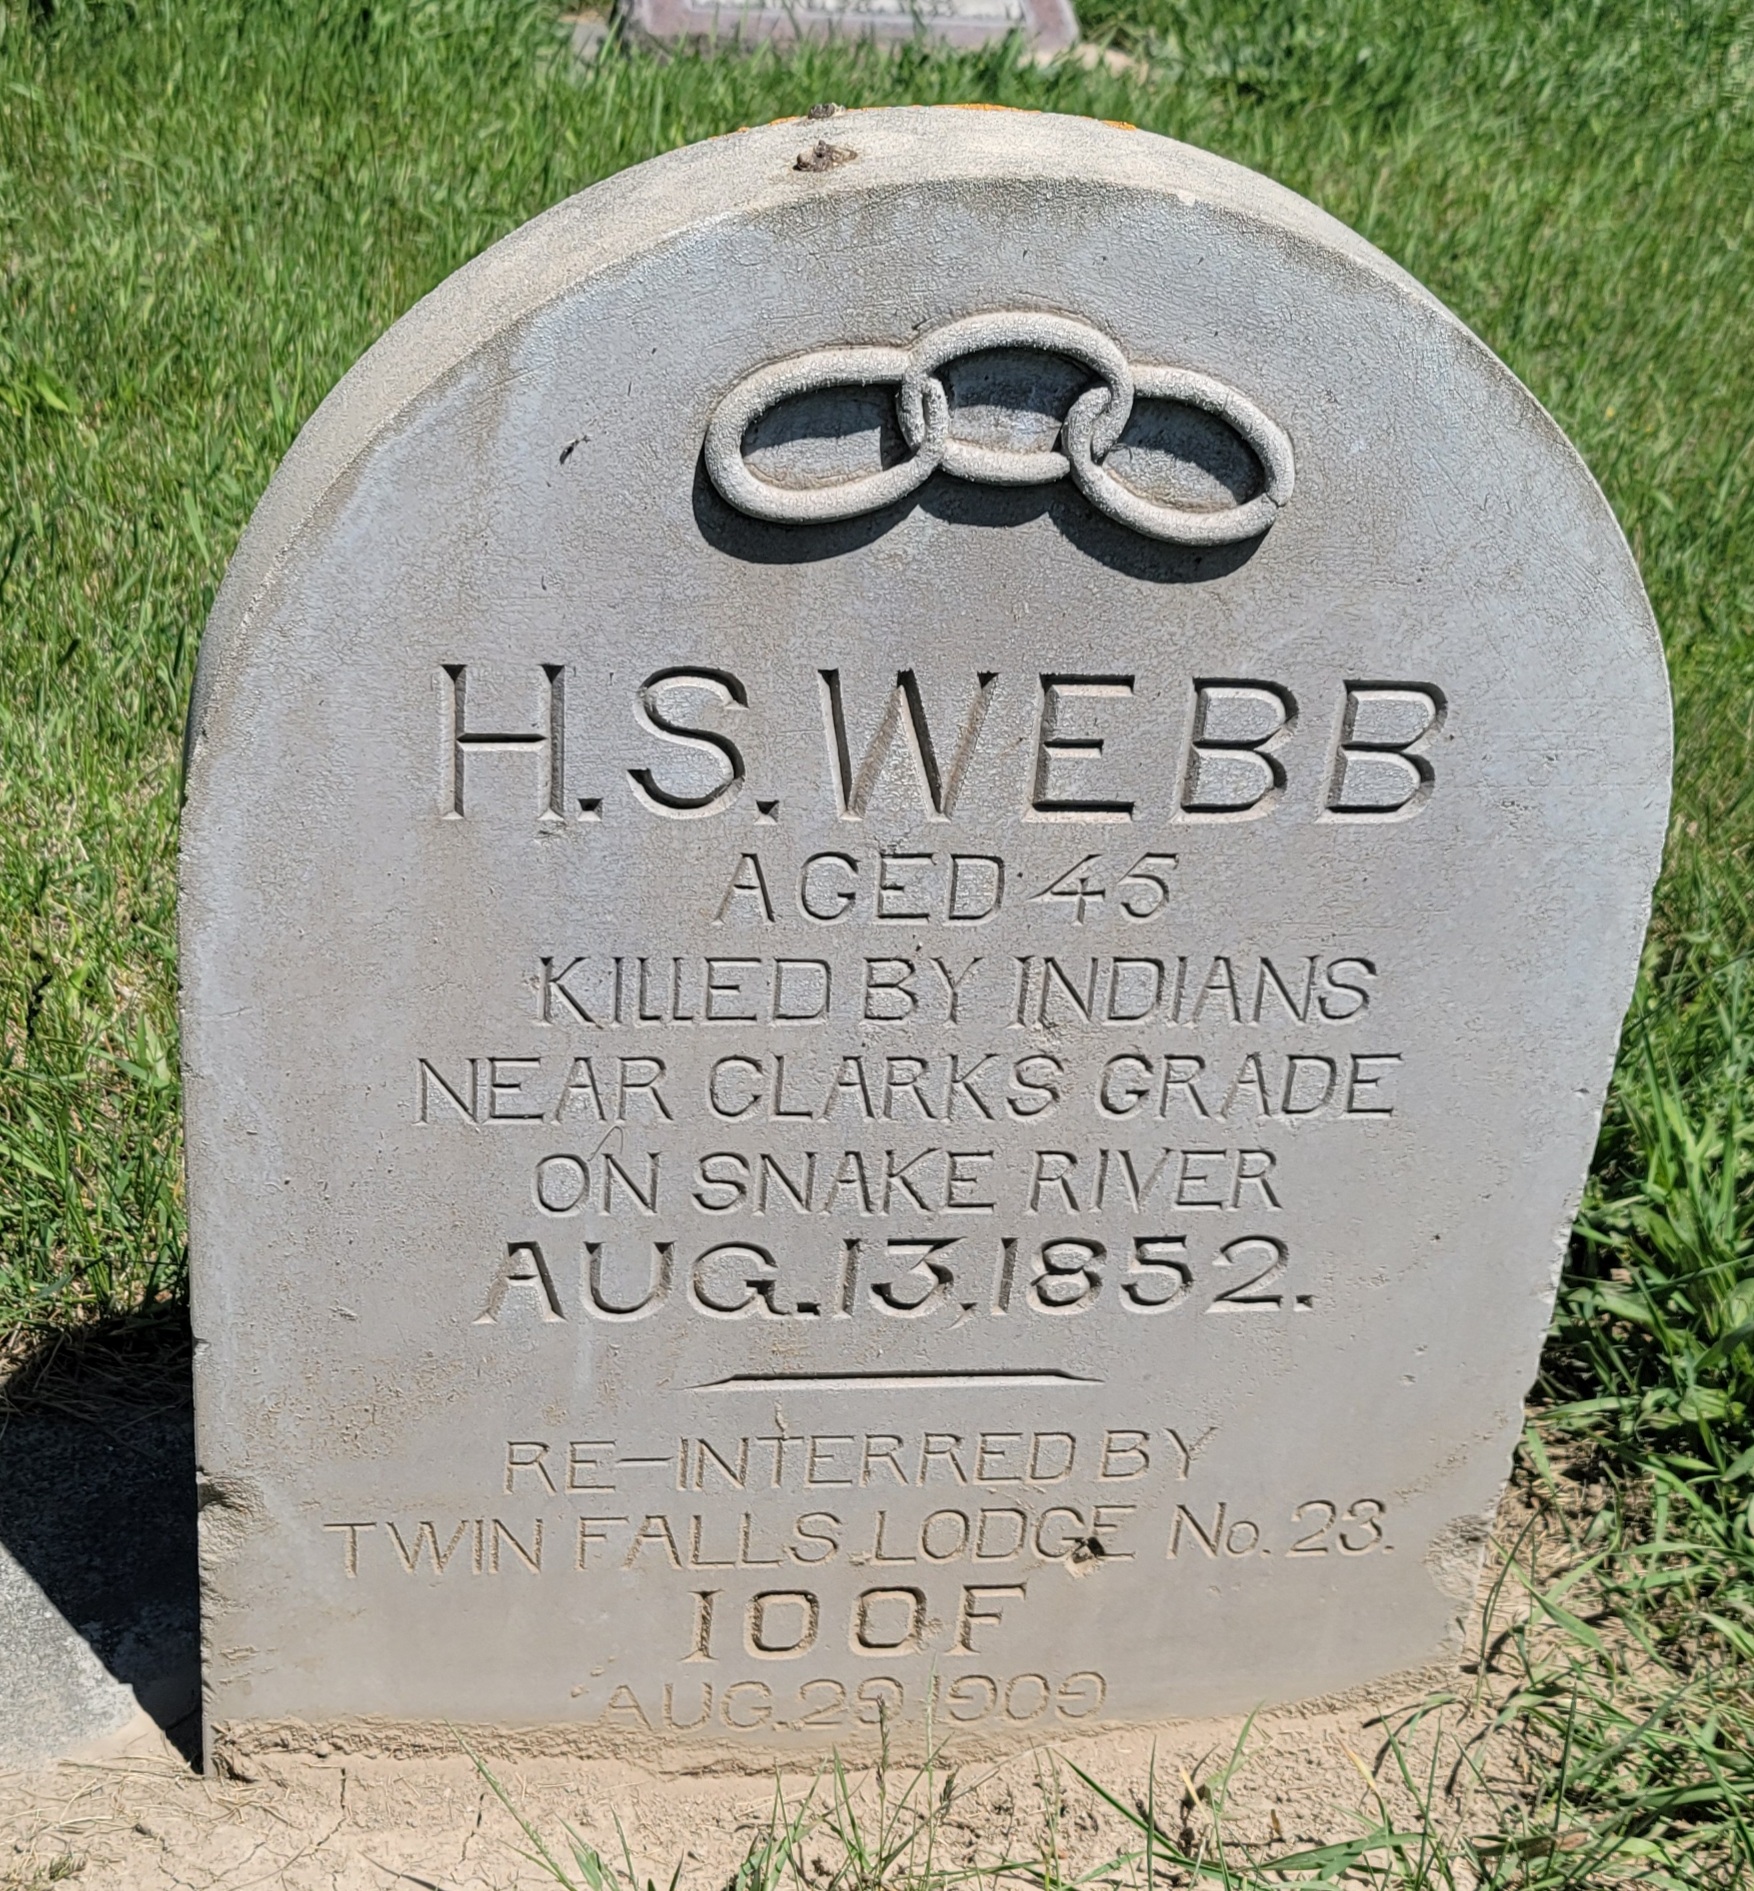 H.S.WEBB
AGED 45
KILLED BY INDIANS
NEAR CLARKS GRADE
ON SNAKE RIVER
AUG.13,1852.
RE-INTERRED BY
TWIN FALLS LODGE No. 23.
IOOF
AUG.29,1909